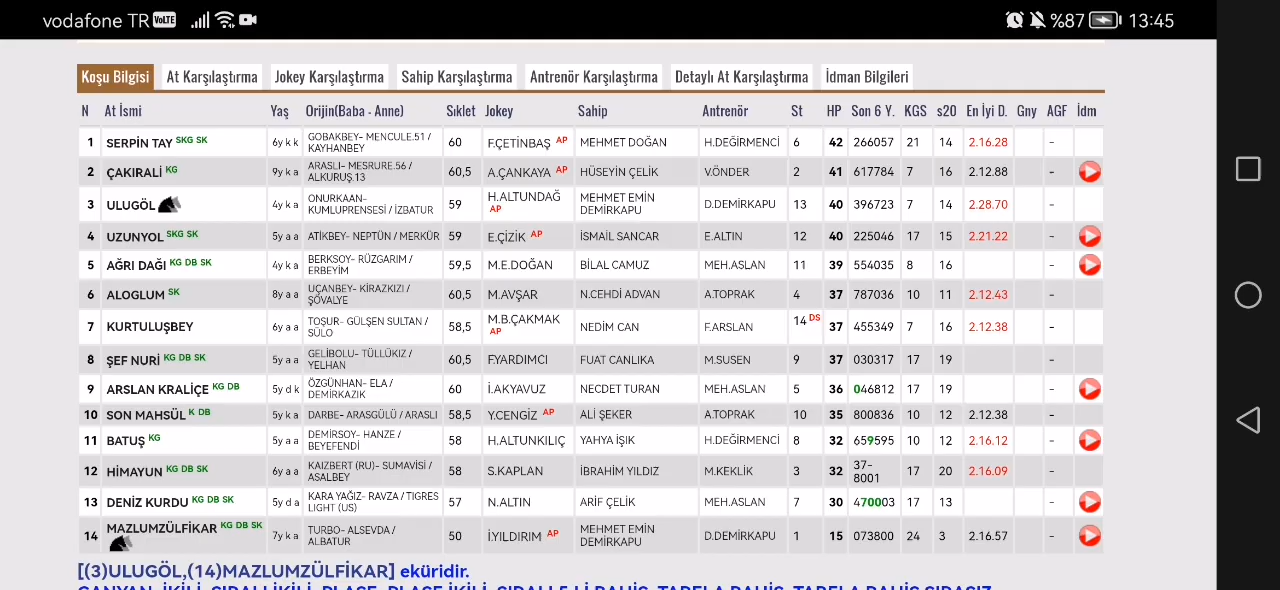 vodafone TR VoLTE %87 13:45
Koşu Bilgisi At Karşılaştırma Jokey Karşılaştırma Sahip Karşılaştırma Antrenör Karşılaştırma Detaylı At Karşılaştırma İdman Bilgileri
N At İsmi Yaş Orijin(Baba - Anne) Sıklet Jokey Sahip Antrenör St HP Son 6 Y. KGS s20 En İyi D. Gny AGF İdm
1 SERPİN TAY SKG SK 6y k k GOBAKBEY- MENCULE.51 / KAYHANBEY 60 F.ÇETİNBAŞ AP MEHMET DOĞAN H.DEĞİRMENCİ 6 42 266057 21 14 2.16.28 -
2 ÇAKIRALİ KG 9y k a ARASLI- MESRURE.56 / ALKURUŞ.13 60,5 A.ÇANKAYA AP HÜSEYİN ÇELİK V.ÖNDER 2 41 617784 7 16 2.12.88 -
3 ULUGÖL 4y k a ONURKAAN- KUMLUPRENSESİ / İZBATUR 59 H.ALTUNDAĞ AP MEHMET EMİN DEMİRKAPU D.DEMİRKAPU 13 40 396723 7 14 2.28.70 -
4 UZUNYOL SKG SK 5y a a ATİKBEY- NEPTÜN / MERKÜR 59 E.ÇİZİK AP İSMAİL SANCAR E.ALTIN 12 40 225046 17 15 2.21.22 -
5 AĞRI DAĞI KG DB SK 4y k a BERKSOY- RÜZGARIM / ERBEYİM 59,5 M.E.DOĞAN BİLAL CAMUZ MEH.ASLAN 11 39 554035 8 16 -
6 ALOGLUM SK 8y a a UÇANBEY- KİRAZKIZI / ŞÖVALYE 60,5 M.AVŞAR N.CEHDİ ADVAN A.TOPRAK 4 37 787036 10 11 2.12.43 -
7 KURTULUŞBEY 6y a a TOŞUR- GÜLŞEN SULTAN / SÜLO 58,5 M.B.ÇAKMAK AP NEDİM CAN F.ARSLAN 14 DS 37 455349 7 16 2.12.38 -
8 ŞEF NURİ KG DB SK 5y a a GELİBOLU- TÜLLÜKIZ / YELHAN 60,5 F.YARDIMCI FUAT CANLIKA M.SUSEN 9 37 030317 17 19 -
9 ARSLAN KRALİÇE KG DB 5y d k ÖZGÜNHAN- ELA / DEMİRKAZIK 60 İ.AKYAVUZ NECDET TURAN MEH.ASLAN 5 36 046812 17 19 -
10 SON MAHSÜL K DB 5y k a DARBE- ARASGÜLÜ / ARASLI 58,5 Y.CENGİZ AP ALİ ŞEKER A.TOPRAK 10 35 800836 10 12 2.12.38 -
11 BATUŞ KG 5y a a DEMİRSOY- HANZE / BEYEFENDİ 58 H.ALTUNKILIÇ YAHYA IŞIK H.DEĞİRMENCİ 8 32 659595 10 12 2.16.12 -
12 HİMAYUN KG DB SK 6y a a KAIZBERT (RU)- SUMAVİSİ / ASALBEY 58 S.KAPLAN İBRAHİM YILDIZ M.KEKLİK 3 32 37-8001 17 20 2.16.09 -
13 DENİZ KURDU KG DB SK 5y d a KARA YAĞIZ- RAVZA / TIGRES LIGHT (US) 57 N.ALTIN ARİF ÇELİK MEH.ASLAN 7 30 470003 17 13 -
14 MAZLUMZÜLFİKAR KG DB SK 7y k a TURBO- ALSEVDA / ALBATUR 50 İ.YILDIRIM AP MEHMET EMİN DEMİRKAPU D.DEMİRKAPU 1 15 073800 24 3 2.16.57 -
[(3)ULUGÖL,(14)MAZLUMZÜLFİKAR] eküridir.